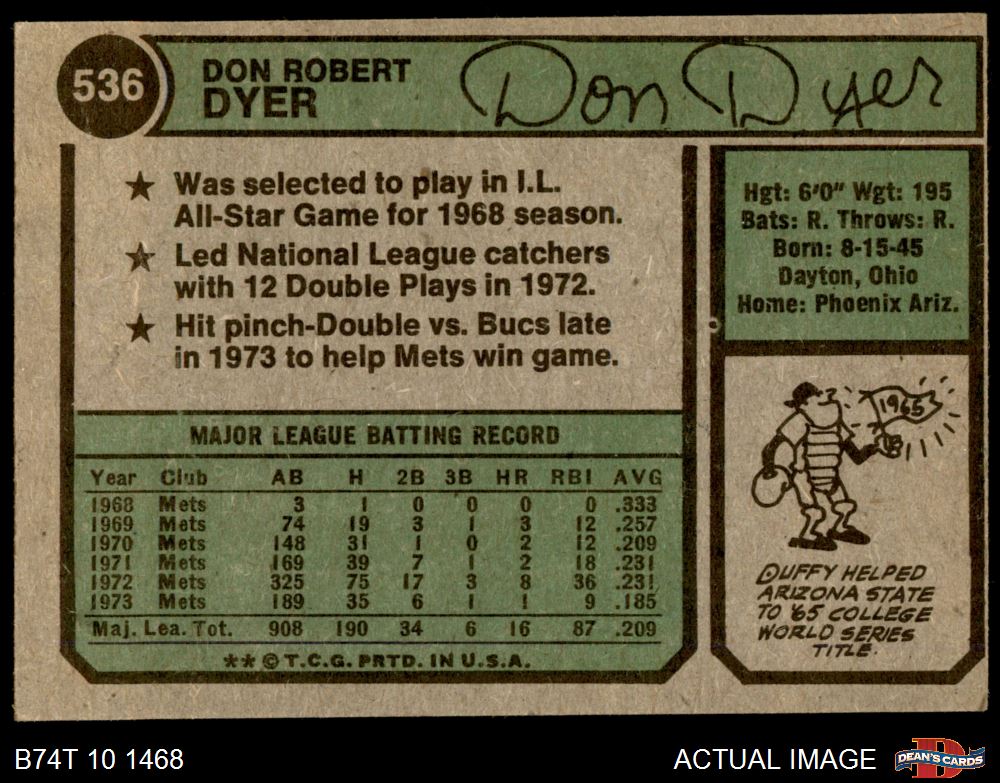 536
DON ROBERT
DYER
Don Dyer
★ Was selected to play in I.L.
All-Star Game for 1968 season.
★ Led National League catchers
with 12 Double Plays in 1972.
★ Hit pinch-Double vs. Bucs late
in 1973 to help Mets win game.
Hgt: 6'0" Wgt: 195
Bats: R. Throws: R.
Born: 8-15-45
Dayton, Ohio
Home: Phoenix Ariz.
MAJOR LEAGUE BATTING RECORD
Year Club AB H 2B 3B HR RBI AVG
1968 Mets 3 1 0 0 0 0 .333
1969 Mets 74 19 3 1 3 12 .257
1970 Mets 148 31 1 0 2 12 .209
1971 Mets 169 39 7 1 2 18 .231
1972 Mets 325 75 17 3 8 36 .231
1973 Mets 189 35 6 1 1 9 .185
Maj. Lea. Tot. 908 190 34 6 16 87 .209
** © T.C.G. PRTD. IN U.S.A.
1965
DUFFY HELPED
ARIZONA STATE
TO '65 COLLEGE
WORLD SERIES
TITLE.
B74T 10 1468
ACTUAL IMAGE
D
DEAN'S CARDS